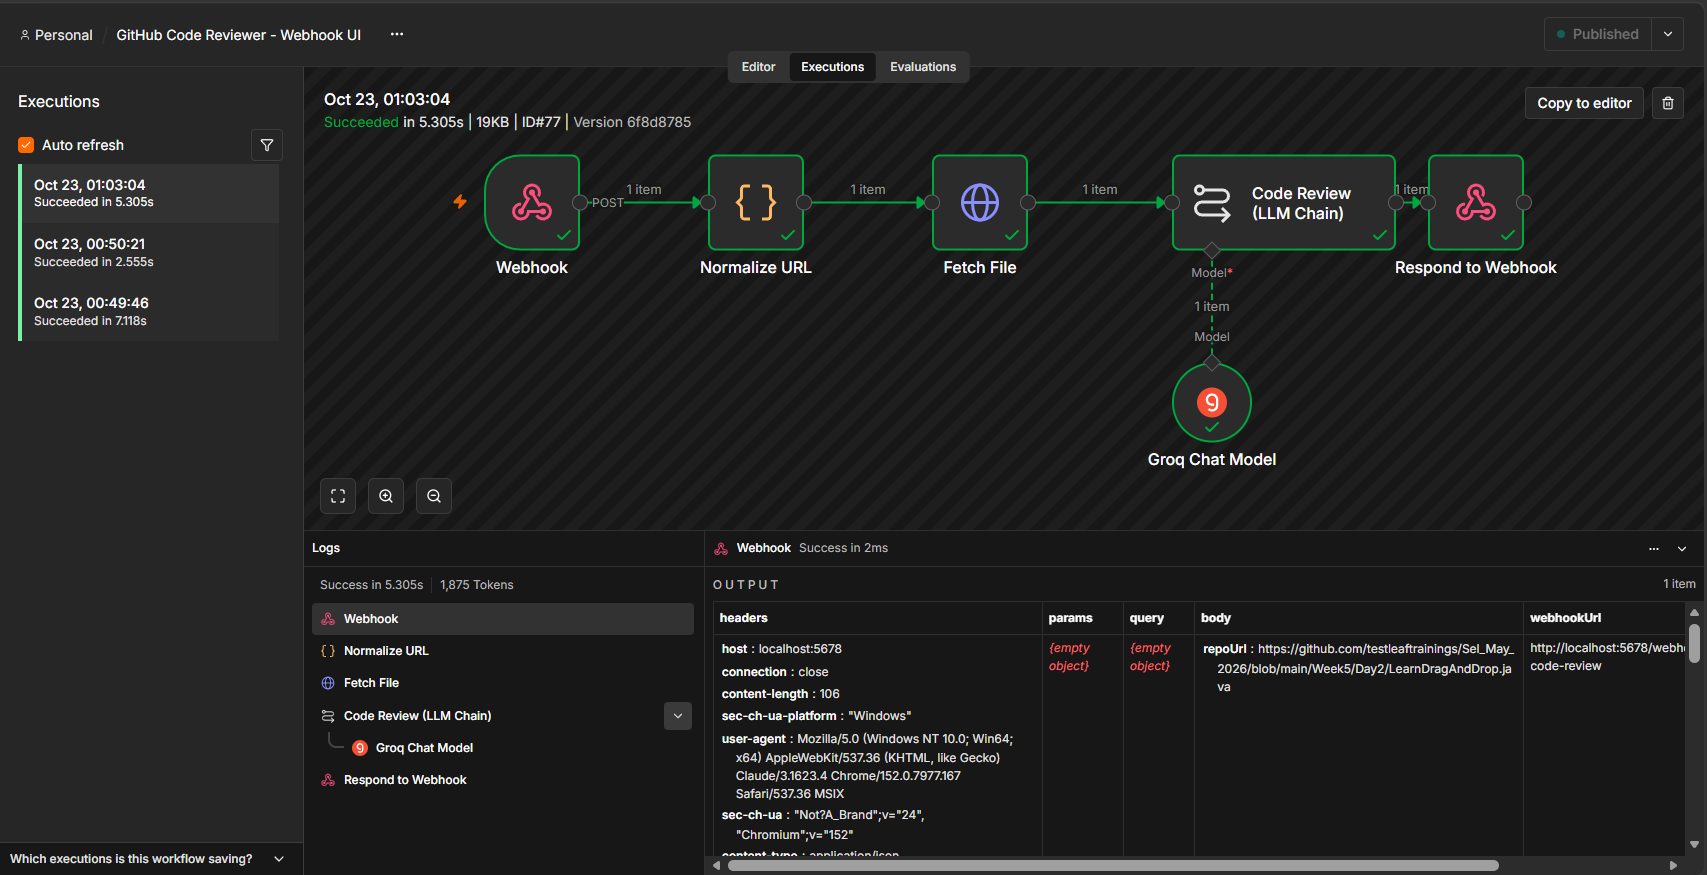 Personal / GitHub Code Reviewer - Webhook UI ...
Published
Editor Executions Evaluations
Executions
Auto refresh
Oct 23, 01:03:04
Succeeded in 5.305s
Oct 23, 00:50:21
Succeeded in 2.555s
Oct 23, 00:49:46
Succeeded in 7.118s
Which executions is this workflow saving?
Oct 23, 01:03:04
Succeeded in 5.305s | 19KB | ID#77 | Version 6f8d8785
Copy to editor
1 item
POST
1 item
1 item
1 item
{}
Code Review
(LLM Chain)
Webhook
Normalize URL
Fetch File
Respond to Webhook
Model*
1 item
Model
Groq Chat Model
Logs
Success in 5.305s | 1,875 Tokens
Webhook
{} Normalize URL
Fetch File
Code Review (LLM Chain)
Groq Chat Model
Respond to Webhook
Webhook Success in 2ms
OUTPUT
1 item
headers
host : localhost:5678
connection : close
content-length : 106
sec-ch-ua-platform : "Windows"
user-agent : Mozilla/5.0 (Windows NT 10.0; Win64;
x64) AppleWebKit/537.36 (KHTML, like Gecko)
Claude/3.1623.4 Chrome/152.0.7977.167
Safari/537.36 MSIX
sec-ch-ua : "Not?A_Brand";v="24",
"Chromium";v="152"
content-type : application/json
params
{empty
object}
query
{empty
object}
body
repoUrl : https://github.com/testleaftrainings/Sel_May_
2026/blob/main/Week5/Day2/LearnDragAndDrop.ja
va
webhookUrl
http://localhost:5678/webh
code-review